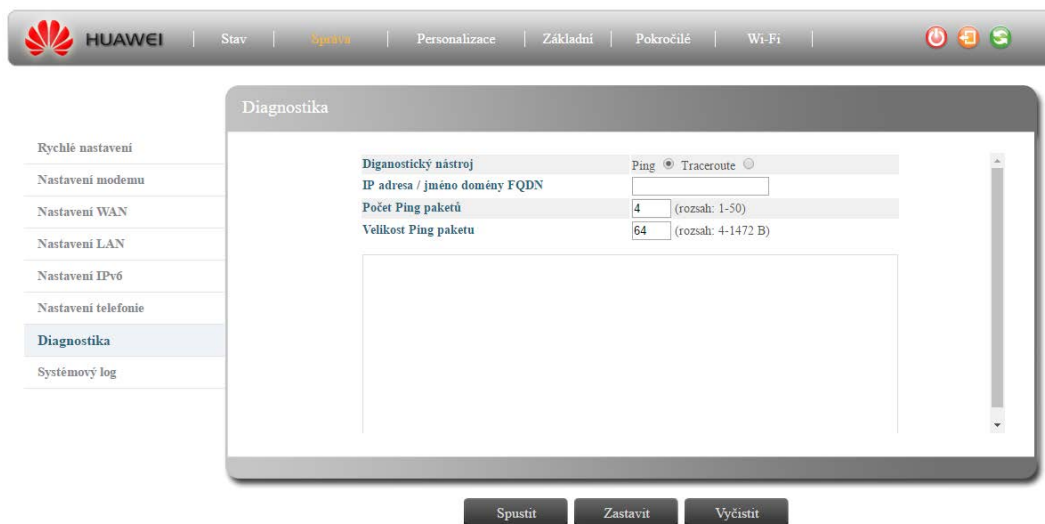 HUAWEI | Stav | Správa | Personalizace | Základní | Pokročilé | Wi-Fi |
Diagnostika
Rychlé nastavení
Nastavení modemu
Nastavení WAN
Nastavení LAN
Nastavení IPv6
Nastavení telefonie
Diagnostika
Systémový log
Diganostický nástroj Ping Traceroute
IP adresa / jméno domény FQDN
Počet Ping paketů 4 (rozsah: 1-50)
Velikost Ping paketu 64 (rozsah: 4-1472 B)
Spustit Zastavit Vyčistit